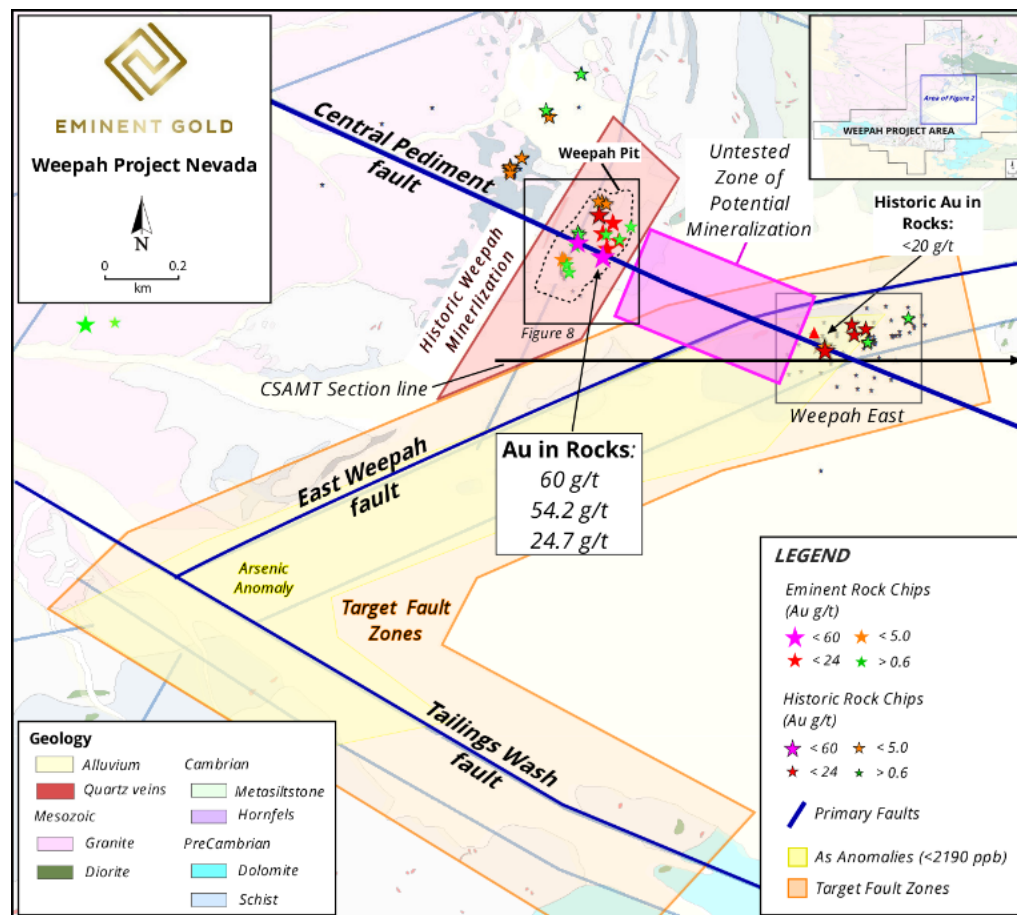 EMINENT GOLD
Weepah Project Nevada
N
0 0.2
km
Central Pediment
fault
Weepah Pit
Untested
Zone of
Potential
Mineralization
Area of Figure 2
WEEPAH PROJECT AREA
Historic Au in
Rocks:
<20 g/t
Historic Weepah
Minerlization
Figure 8
CSAMT Section line
Weepah East
Au in Rocks:
60 g/t
54.2 g/t
24.7 g/t
East Weepah
fault
Arsenic
Anomaly
Target Fault
Zones
Tailings Wash
fault
Geology
Alluvium
Quartz veins
Mesozoic
Granite
Diorite
Cambrian
Metasiltstone
Hornfels
PreCambrian
Dolomite
Schist
LEGEND
Eminent Rock Chips
(Au g/t)
< 60 < 5.0
< 24 > 0.6
Historic Rock Chips
(Au g/t)
< 60 < 5.0
< 24 > 0.6
Primary Faults
As Anomalies (<2190 ppb)
Target Fault Zones